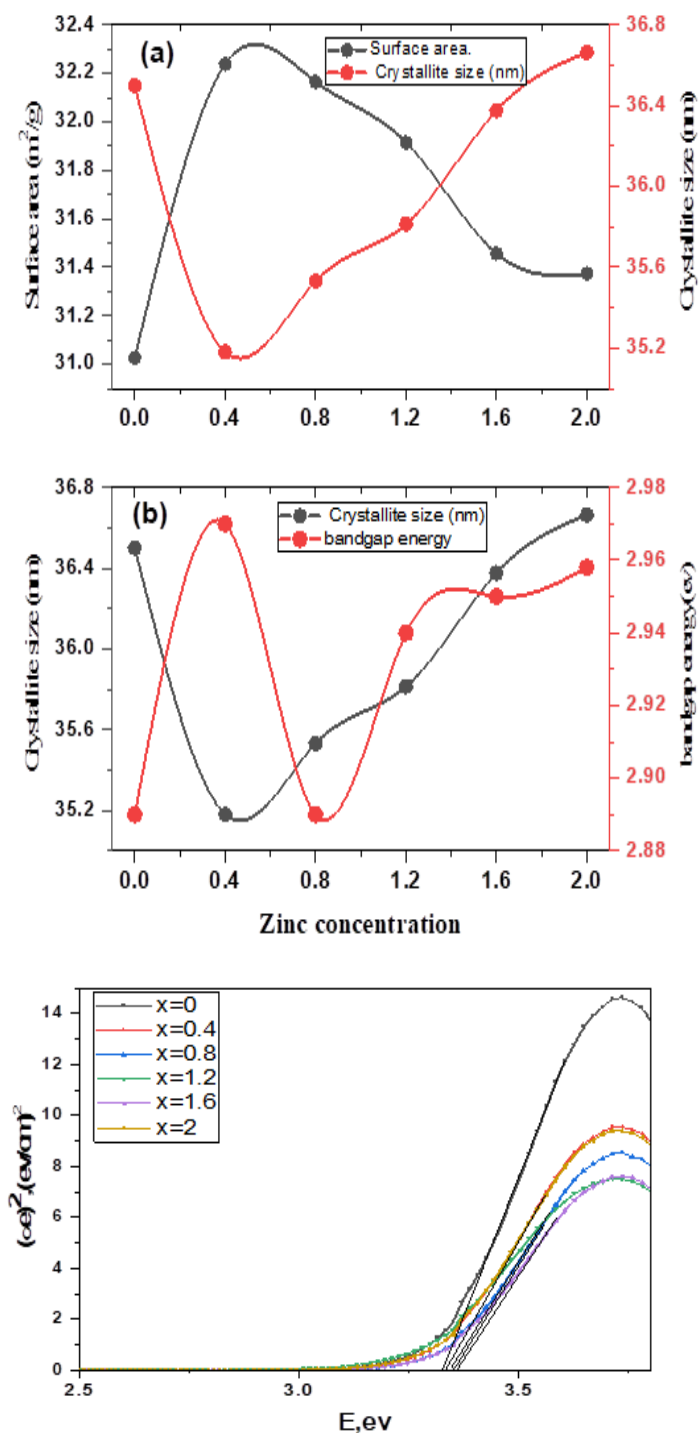 (a)
Surface area.
Crystallite size (nm)
Surface area (m²/g)
32.4
32.2
32.0
31.8
31.6
31.4
31.2
31.0
0.0 0.4 0.8 1.2 1.6 2.0
36.8
36.4
36.0
35.6
35.2
Crystallite size (nm)
(b)
Crystallite size (nm)
bandgap energy
Crystallite size (nm)
36.8
36.4
36.0
35.6
35.2
0.0 0.4 0.8 1.2 1.6 2.0
2.98
2.96
2.94
2.92
2.90
2.88
bandgap energy(ev)
Zinc concentration
x=0
x=0.4
x=0.8
x=1.2
x=1.6
x=2
(αe)²,(ev/cm)²
14
12
10
8
6
4
2
0
2.5 3.0 3.5
E,ev